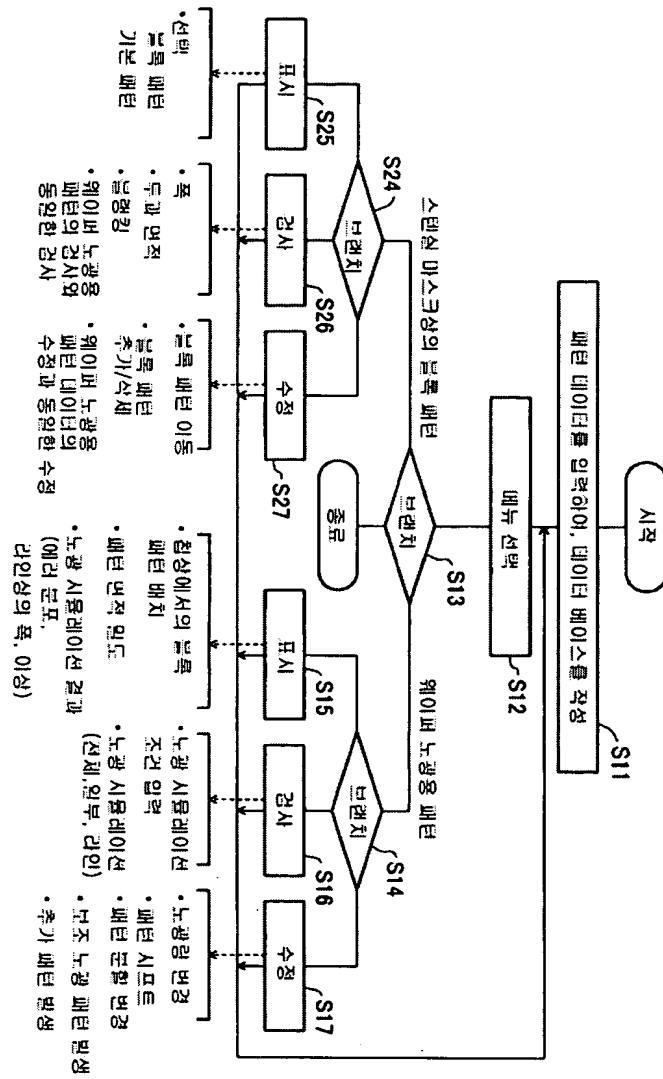 시작
S11
패턴 데이터를 입력하여, 데이터 베이스를 작성
S12
메뉴 선택
S13
브랜치
종료
스텐실 마스크상의 블록 패턴
웨이퍼 노광용 패턴
S24
브랜치
S14
브랜치
S25
표시
S26
검사
S27
수정
S15
표시
S16
검사
S17
수정
• 선택
블록 패턴
기본 패턴
• 폭
• 투과 면적
• 블랭킹
• 웨이퍼 노광용
패턴의 검사와
동일한 검사
• 블록 패턴 이동
• 블록 패턴
추가/삭제
• 웨이퍼 노광용
패턴 데이터의
수정과 동일한 수정
• 칩상에서의 블록
패턴 배치
• 패턴 면적 밀도
• 노광 시뮬레이션 결과
(에러 분포,
라인상의 폭, 이상)
• 노광 시뮬레이션
조건 입력
• 노광 시뮬레이션
(전체, 일부, 라인)
• 노광량 변경
• 패턴 시프트
• 패턴 분할 변경
• 보조 노광 패턴 발생
• 추가 패턴 발생